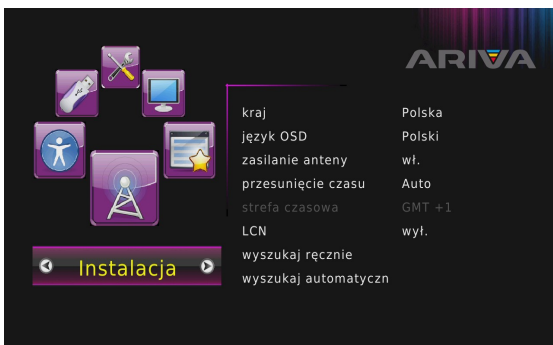 ARIVA
kraj Polska
język OSD Polski
zasilanie anteny wł.
przesunięcie czasu Auto
strefa czasowa GMT +1
LCN wył.
wyszukaj ręcznie
wyszukaj automatyczn
Instalacja